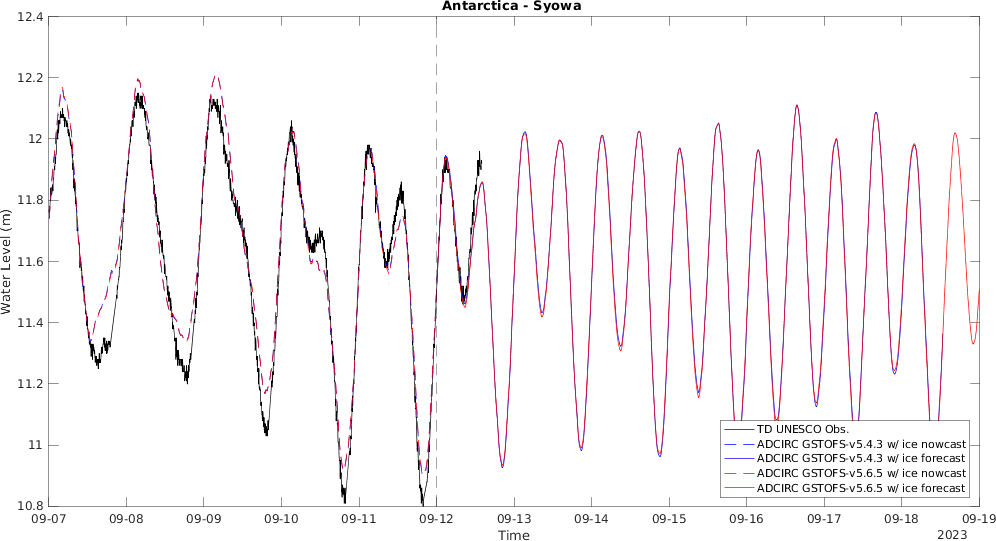 Antarctica - Syowa
12.4
12.2
12
11.8
11.6
11.4
11.2
11
10.8
Water Level (m)
TD UNESCO Obs.
ADCIRC GSTOFS-v5.4.3 w/ ice nowcast
ADCIRC GSTOFS-v5.4.3 w/ ice forecast
ADCIRC GSTOFS-v5.6.5 w/ ice nowcast
ADCIRC GSTOFS-v5.6.5 w/ ice forecast
09-07 09-08 09-09 09-10 09-11 09-12 09-13 09-14 09-15 09-16 09-17 09-18 09-19
Time
2023